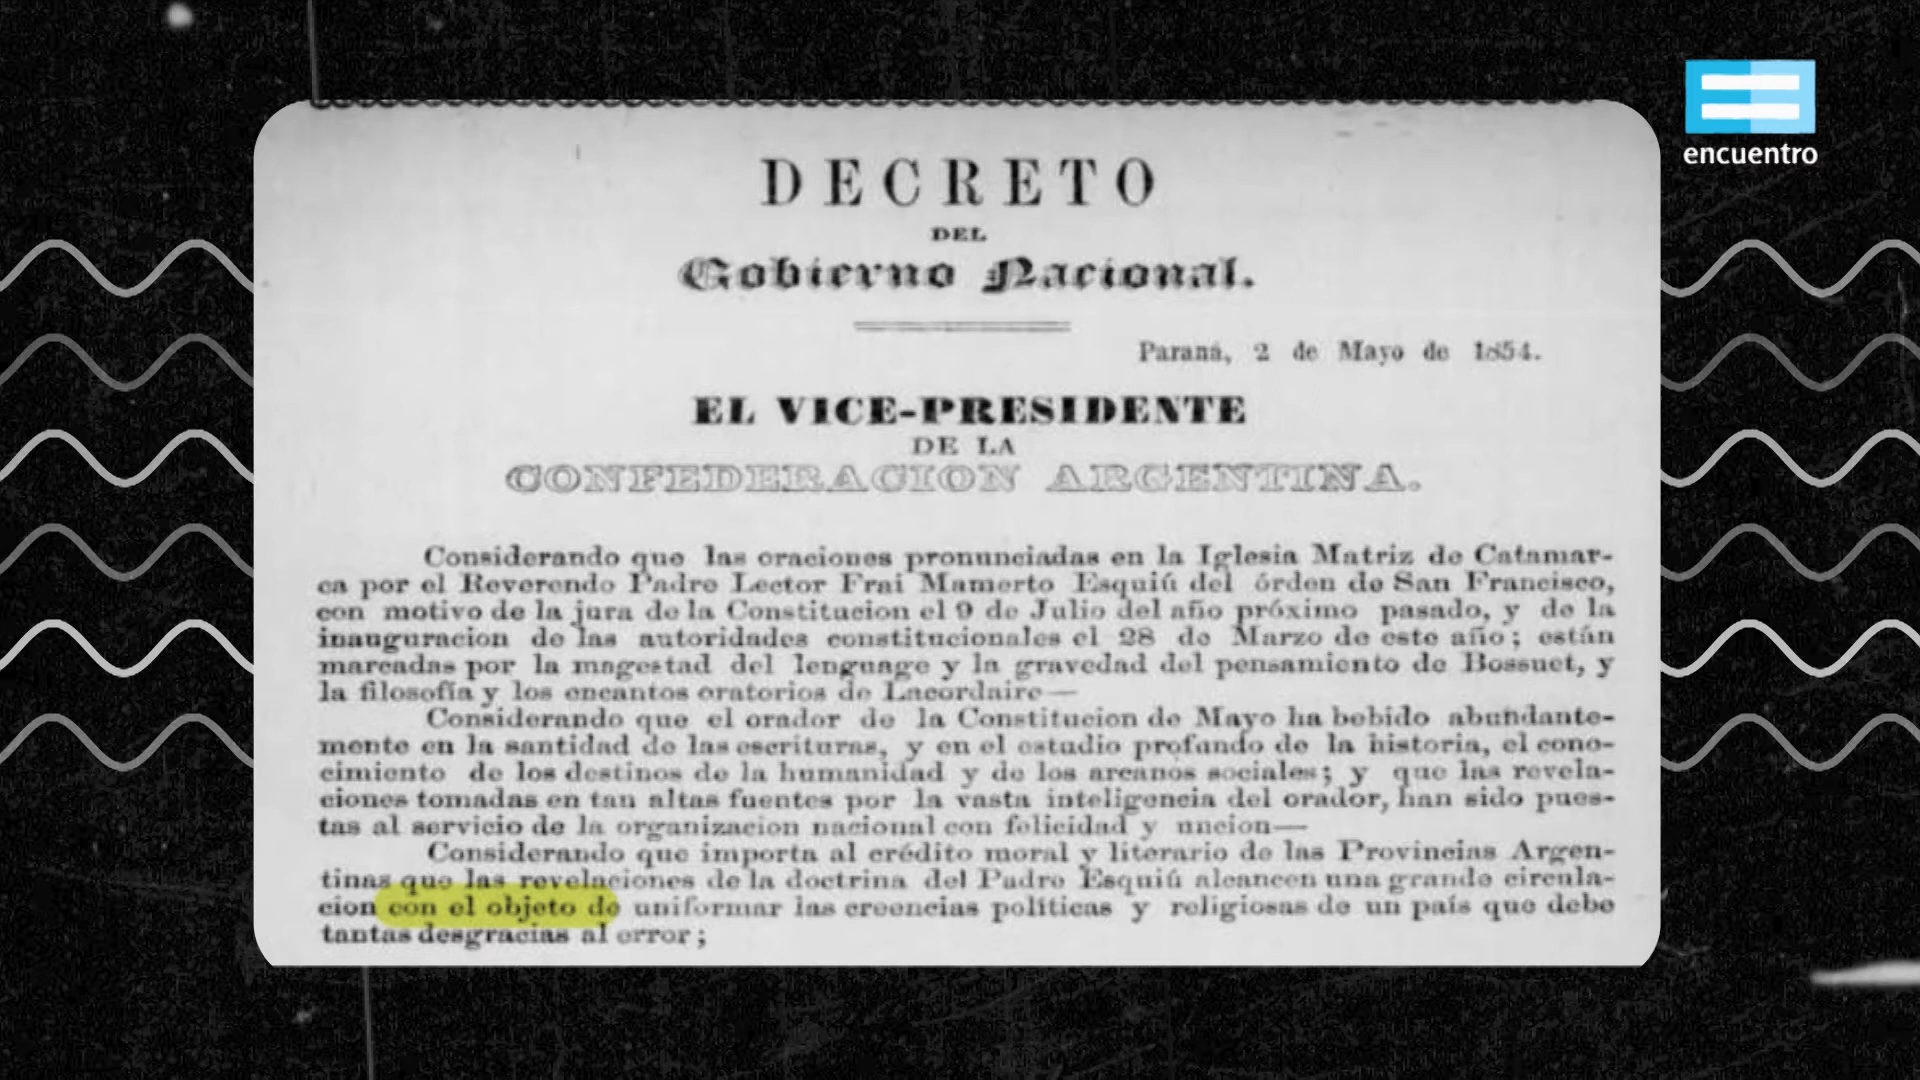 encuentro
DECRETO
DEL
Gobierno Nacional.
Paraná, 2 de Mayo de 1854.
EL VICE-PRESIDENTE
DE LA
CONFEDERACION ARGENTINA.
Considerando que las oraciones pronunciadas en la Iglesia Matriz de Catamar-
ca por el Reverendo Padre Lector Frai Mamerto Esquiú del órden de San Francisco,
con motivo de la jura de la Constitucion el 9 de Julio del año próximo pasado, y de la
inauguracion de las autoridades constitucionales el 28 de Marzo de este año; están
marcadas por la magestad del lenguage y la gravedad del pensamiento de Bossuet, y
la filosofía y los encantos oratorios de Lacordaire—
Considerando que el orador de la Constitucion de Mayo ha bebido abundante-
mente en la santidad de las escrituras, y en el estudio profundo de la historia, el cono-
cimiento de los destinos de la humanidad y de los arcanos sociales; y que las revela-
ciones tomadas en tan altas fuentes por la vasta inteligencia del orador, han sido pues-
tas al servicio de la organizacion nacional con felicidad y uncion—
Considerando que importa al crédito moral y literario de las Provincias Argen-
tinas que las revelaciones de la doctrina del Padre Esquiú alcancen una grande circula-
cion con el objeto de uniformar las creencias políticas y religiosas de un país que debe
tantas desgracias al error;